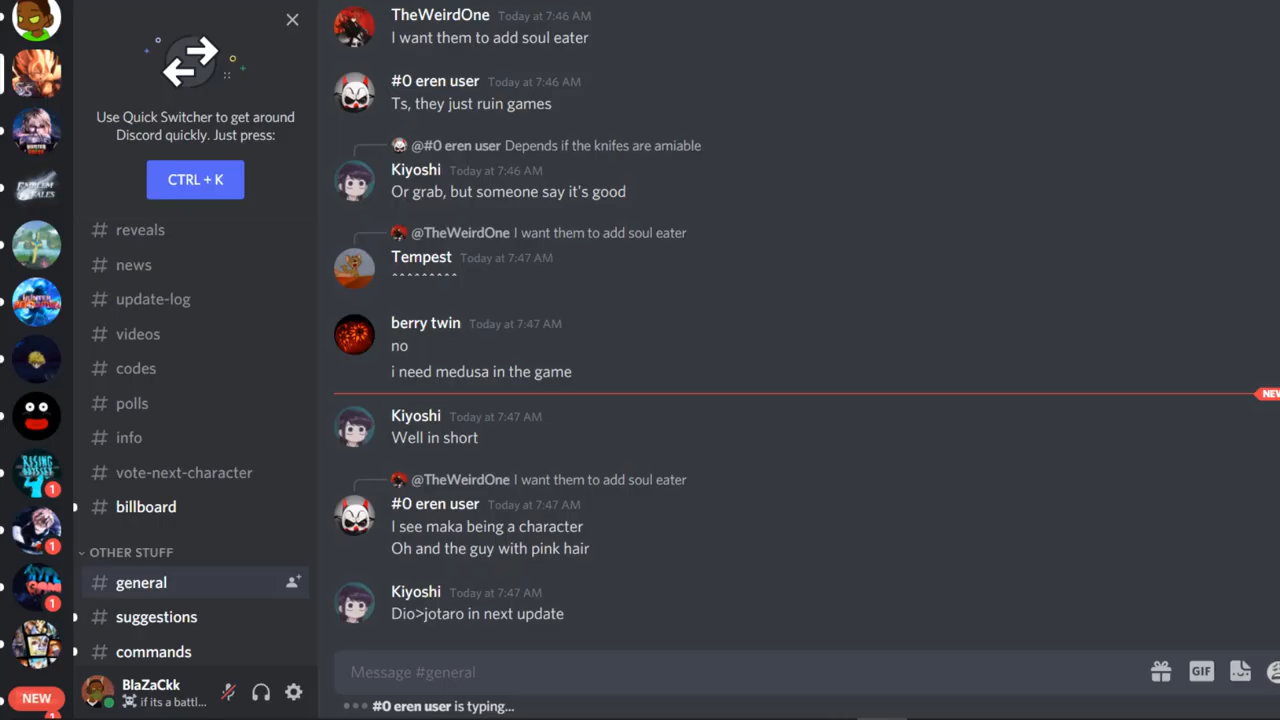 Use Quick Switcher to get around
Discord quickly. Just press:
CTRL + K
# reveals
# news
# update-log
# videos
# codes
# polls
# info
# vote-next-character
# billboard
OTHER STUFF
# general
# suggestions
# commands
BlaZaCkk
if its a battl...
NEW
RISING
1
1
1
1
TheWeirdOne Today at 7:46 AM
I want them to add soul eater
#0 eren user Today at 7:46 AM
Ts, they just ruin games
@#0 eren user Depends if the knifes are amiable
Kiyoshi Today at 7:46 AM
Or grab, but someone say it's good
@TheWeirdOne I want them to add soul eater
Tempest Today at 7:47 AM
^^^^^^^^^
berry twin Today at 7:47 AM
no
i need medusa in the game
NEW
Kiyoshi Today at 7:47 AM
Well in short
@TheWeirdOne I want them to add soul eater
#0 eren user Today at 7:47 AM
I see maka being a character
Oh and the guy with pink hair
Kiyoshi Today at 7:47 AM
Dio>jotaro in next update
Message #general
GIF
#0 eren user is typing...